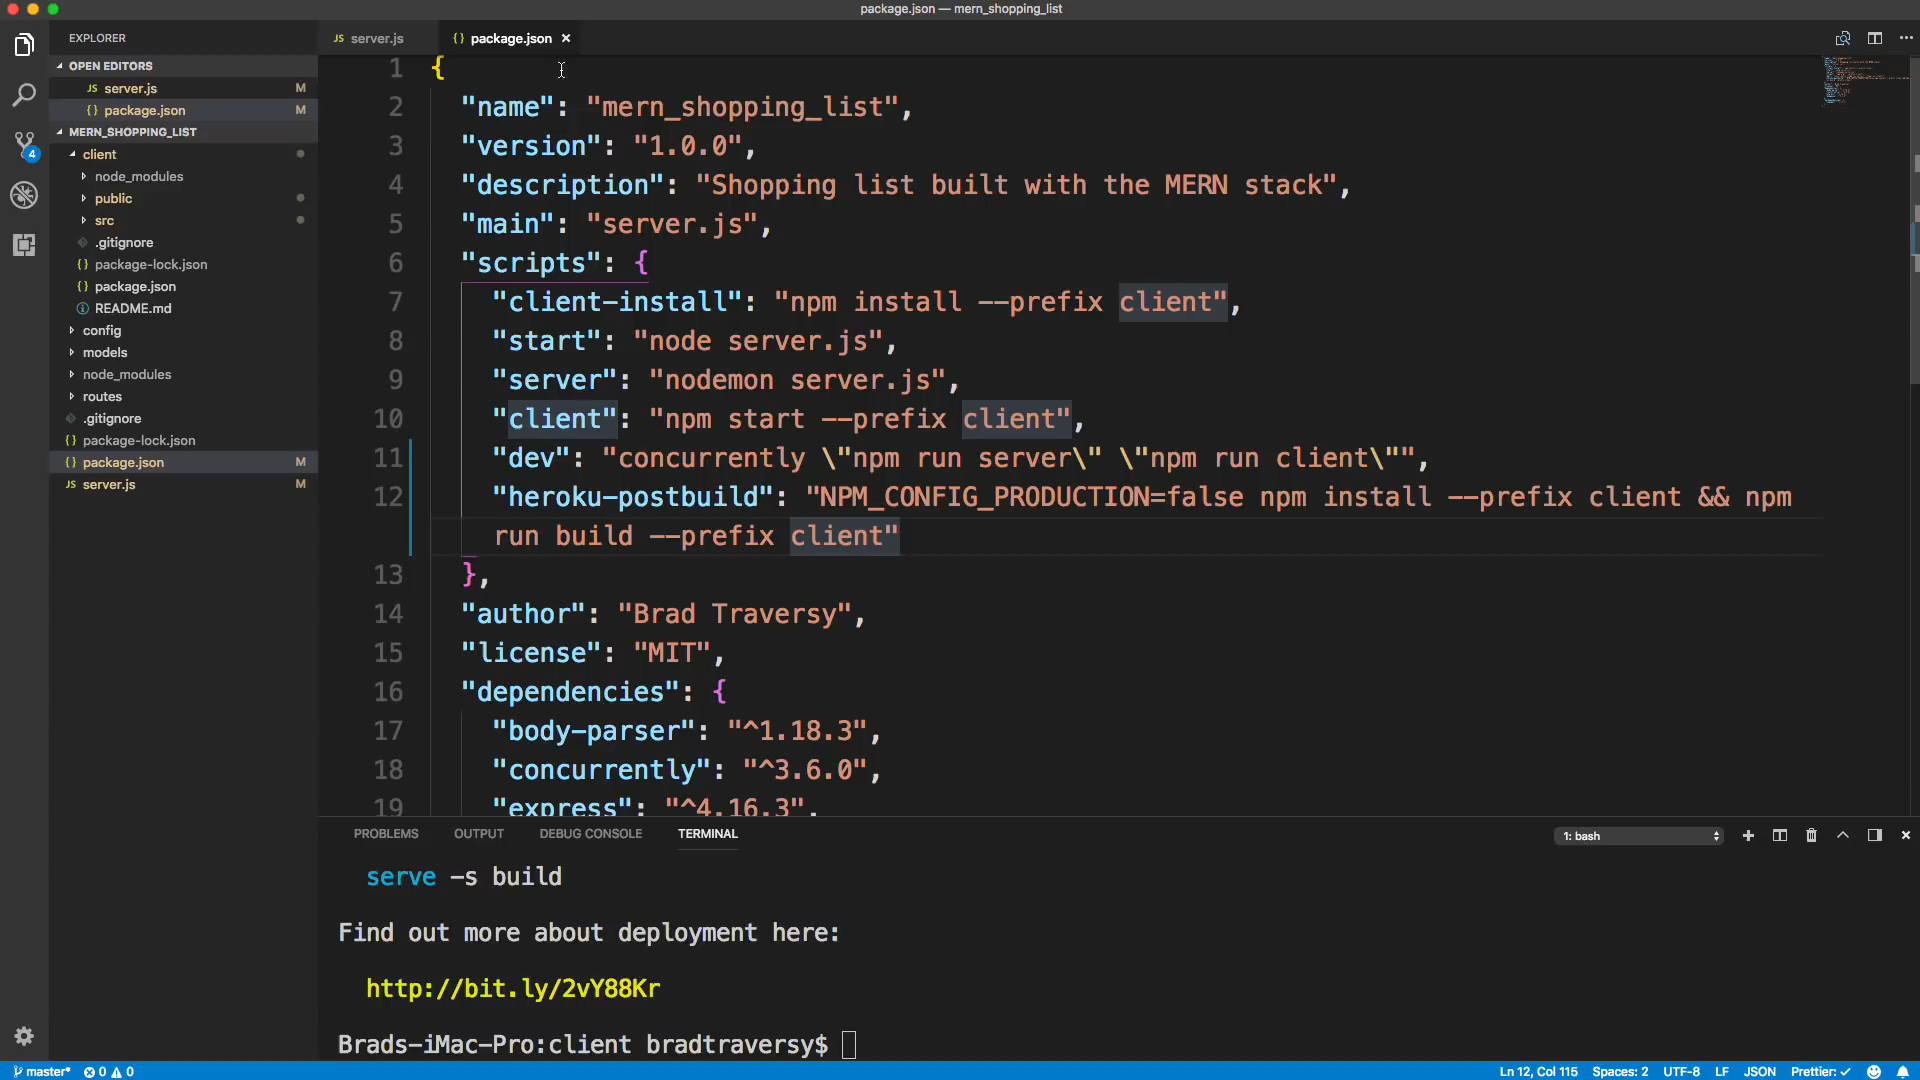 package.json — mern_shopping_list
EXPLORER
OPEN EDITORS
JS server.js M
{} package.json M
MERN_SHOPPING_LIST
client
node_modules
public
src
.gitignore
{} package-lock.json
{} package.json
README.md
config
models
node_modules
routes
.gitignore
{} package-lock.json
{} package.json M
JS server.js M
4
JS server.js
{} package.json
1 {
2 "name": "mern_shopping_list",
3 "version": "1.0.0",
4 "description": "Shopping list built with the MERN stack",
5 "main": "server.js",
6 "scripts": {
7 "client-install": "npm install --prefix client",
8 "start": "node server.js",
9 "server": "nodemon server.js",
10 "client": "npm start --prefix client",
11 "dev": "concurrently \"npm run server\" \"npm run client\"",
12 "heroku-postbuild": "NPM_CONFIG_PRODUCTION=false npm install --prefix client && npm
run build --prefix client"
13 },
14 "author": "Brad Traversy",
15 "license": "MIT",
16 "dependencies": {
17 "body-parser": "^1.18.3",
18 "concurrently": "^3.6.0",
19 "express": "^4.16.3",
PROBLEMS OUTPUT DEBUG CONSOLE TERMINAL
1: bash
serve -s build
Find out more about deployment here:
http://bit.ly/2vY88Kr
Brads-iMac-Pro:client bradtraversy$
master* 0 0
Ln 12, Col 115 Spaces: 2 UTF-8 LF JSON Prettier: ✓